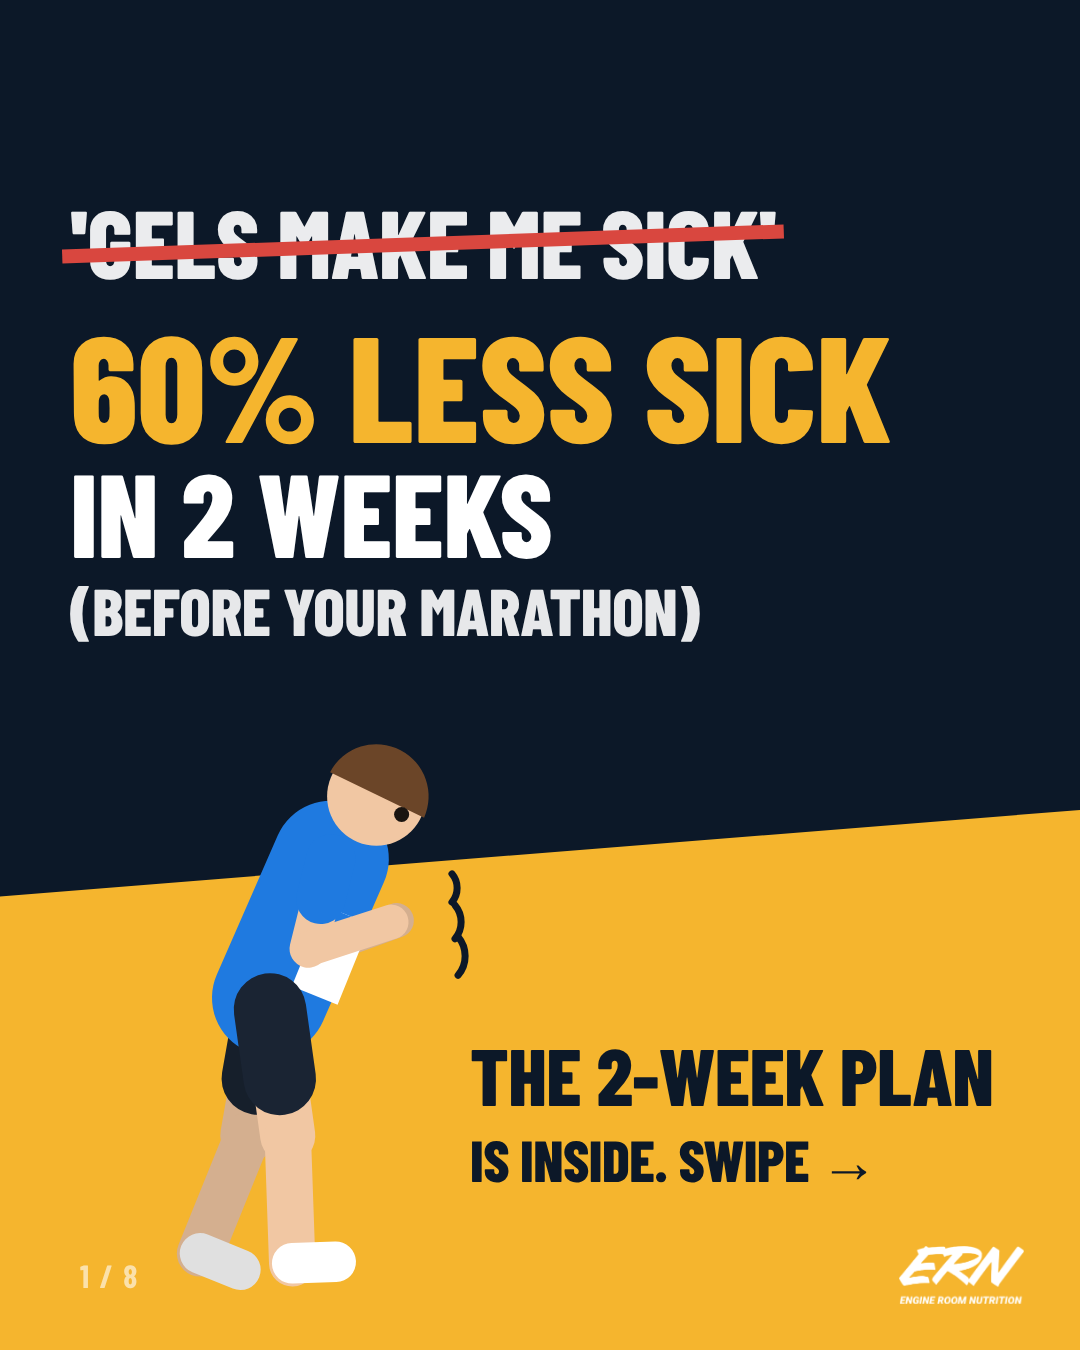 'GELS MAKE ME SICK'
60% LESS SICK
IN 2 WEEKS
(BEFORE YOUR MARATHON)
THE 2-WEEK PLAN
IS INSIDE. SWIPE →
1 / 8
ERN
ENGINE ROOM NUTRITION